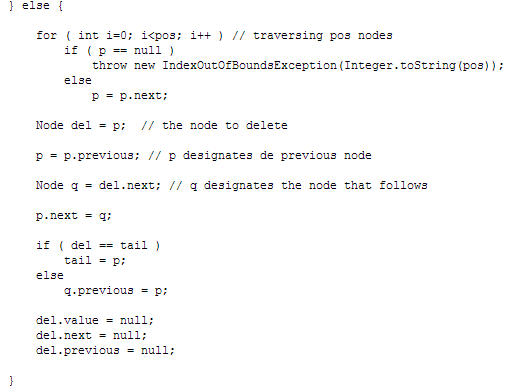 } else {
for ( int i=0; i<pos; i++ ) // traversing pos nodes
if ( p == null )
throw new IndexOutOfBoundsException(Integer.toString(pos));
else
p = p.next;
Node del = p;  // the node to delete
p = p.previous; // p designates de previous node
Node q = del.next; // q designates the node that follows
p.next = q;
if ( del == tail )
tail = p;
else
q.previous = p;
del.value = null;
del.next = null;
del.previous = null;
}